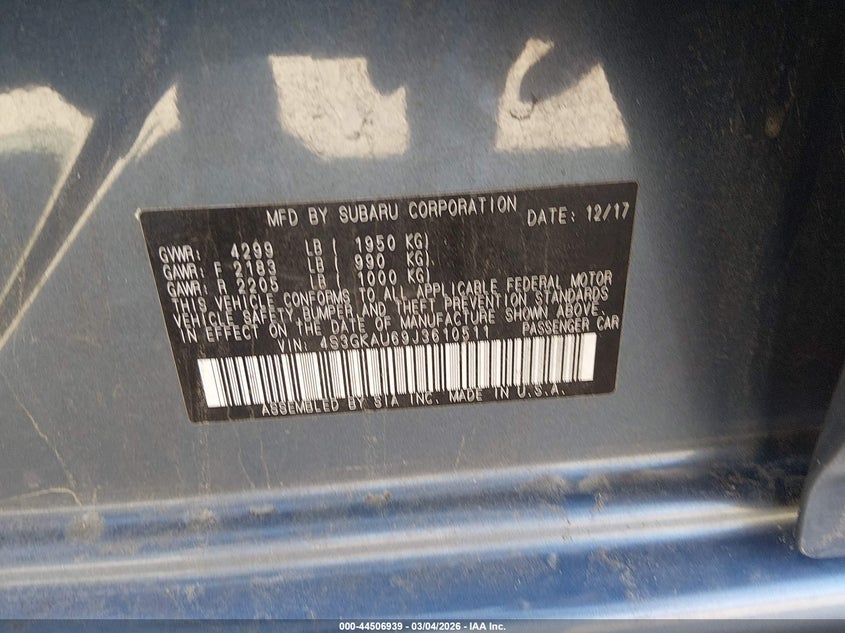 MFD BY SUBARU CORPORATION DATE: 12/17
GVWR: 4299 LB ( 1950 KG)
GAWR: F 2183 LB ( 990 KG)
GAWR: R 2205 LB ( 1000 KG)
THIS VEHICLE CONFORMS TO ALL APPLICABLE FEDERAL MOTOR
VEHICLE SAFETY,BUMPER AND THEFT PREVENTION STANDARDS
IN EFFECT ON THE DATE OF MANUFACTURE SHOWN ABOVE.
VIN: 4S3GKAU69J3610511 PASSENGER CAR
ASSEMBLED BY SIA INC. MADE IN U.S.A.
000-44506939 - 03/04/2026 - IAA Inc.